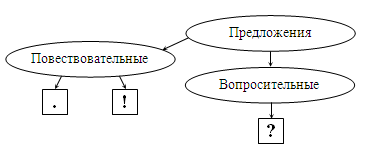 Предложения
Повествовательные
Вопросительные
.
!
?